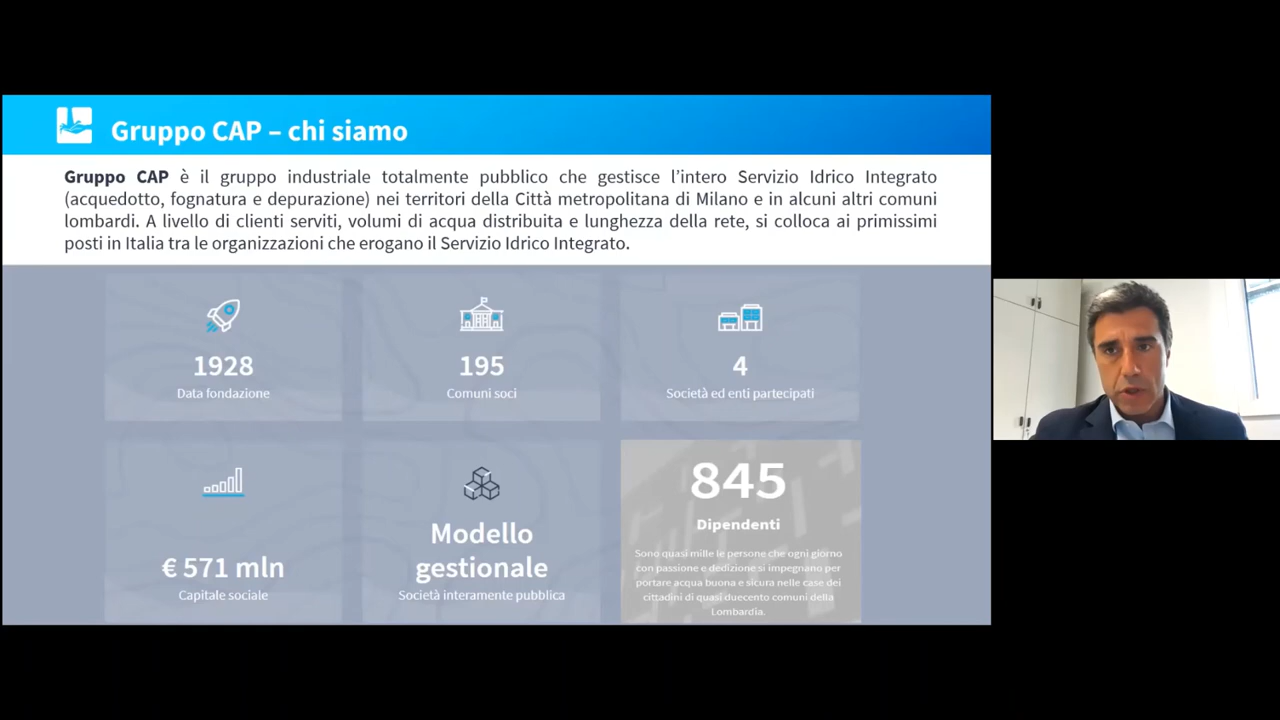 Gruppo CAP – chi siamo
Gruppo CAP è il gruppo industriale totalmente pubblico che gestisce l'intero Servizio Idrico Integrato
(acquedotto, fognatura e depurazione) nei territori della Città metropolitana di Milano e in alcuni altri comuni
lombardi. A livello di clienti serviti, volumi di acqua distribuita e lunghezza della rete, si colloca ai primissimi
posti in Italia tra le organizzazioni che erogano il Servizio Idrico Integrato.
1928
Data fondazione
195
Comuni soci
4
Società ed enti partecipati
€ 571 mln
Capitale sociale
Modello
gestionale
Società interamente pubblica
845
Dipendenti
Sono quasi mille le persone che ogni giorno
con passione e dedizione si impegnano per
portare acqua buona e sicura nelle case dei
cittadini di quasi duecento comuni della
Lombardia.